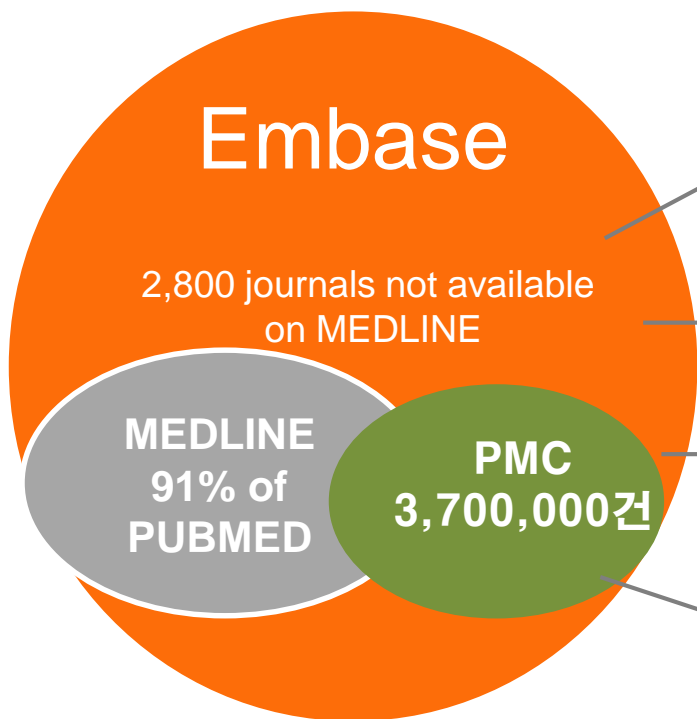 Embase
2,800 journals not available
on MEDLINE
MEDLINE
91% of
PUBMED
PMC
3,700,000건